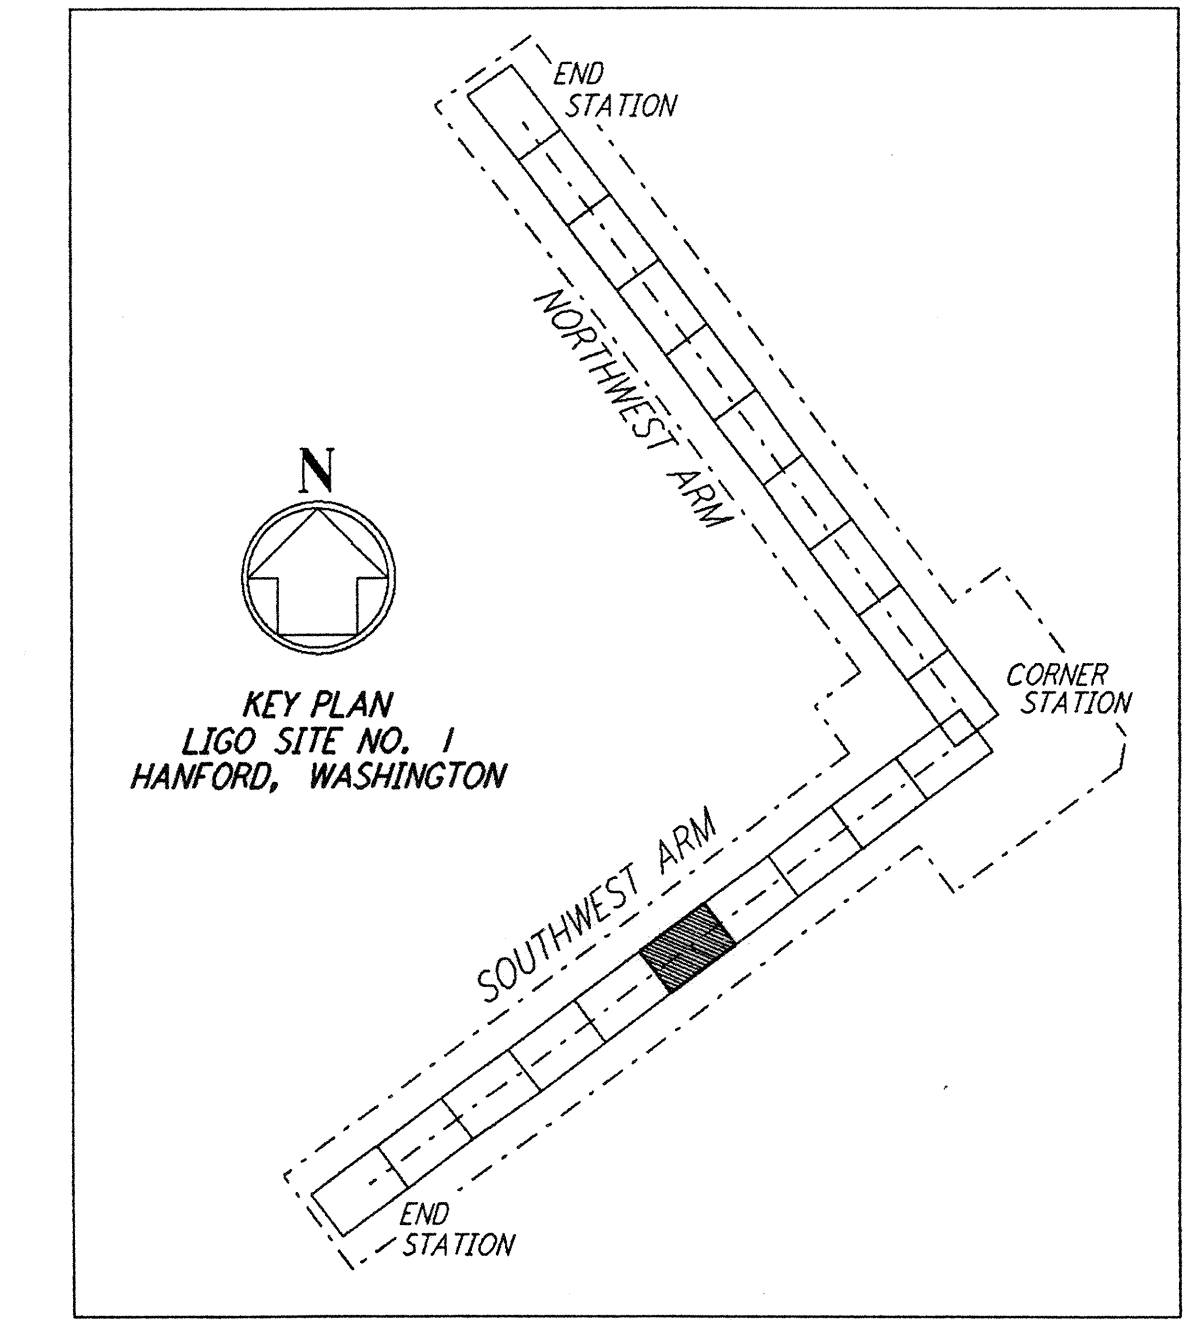 END
STATION
NORTHWEST ARM
N
CORNER
STATION
KEY PLAN
LIGO SITE NO. 1
HANFORD, WASHINGTON
SOUTHWEST ARM
END
STATION